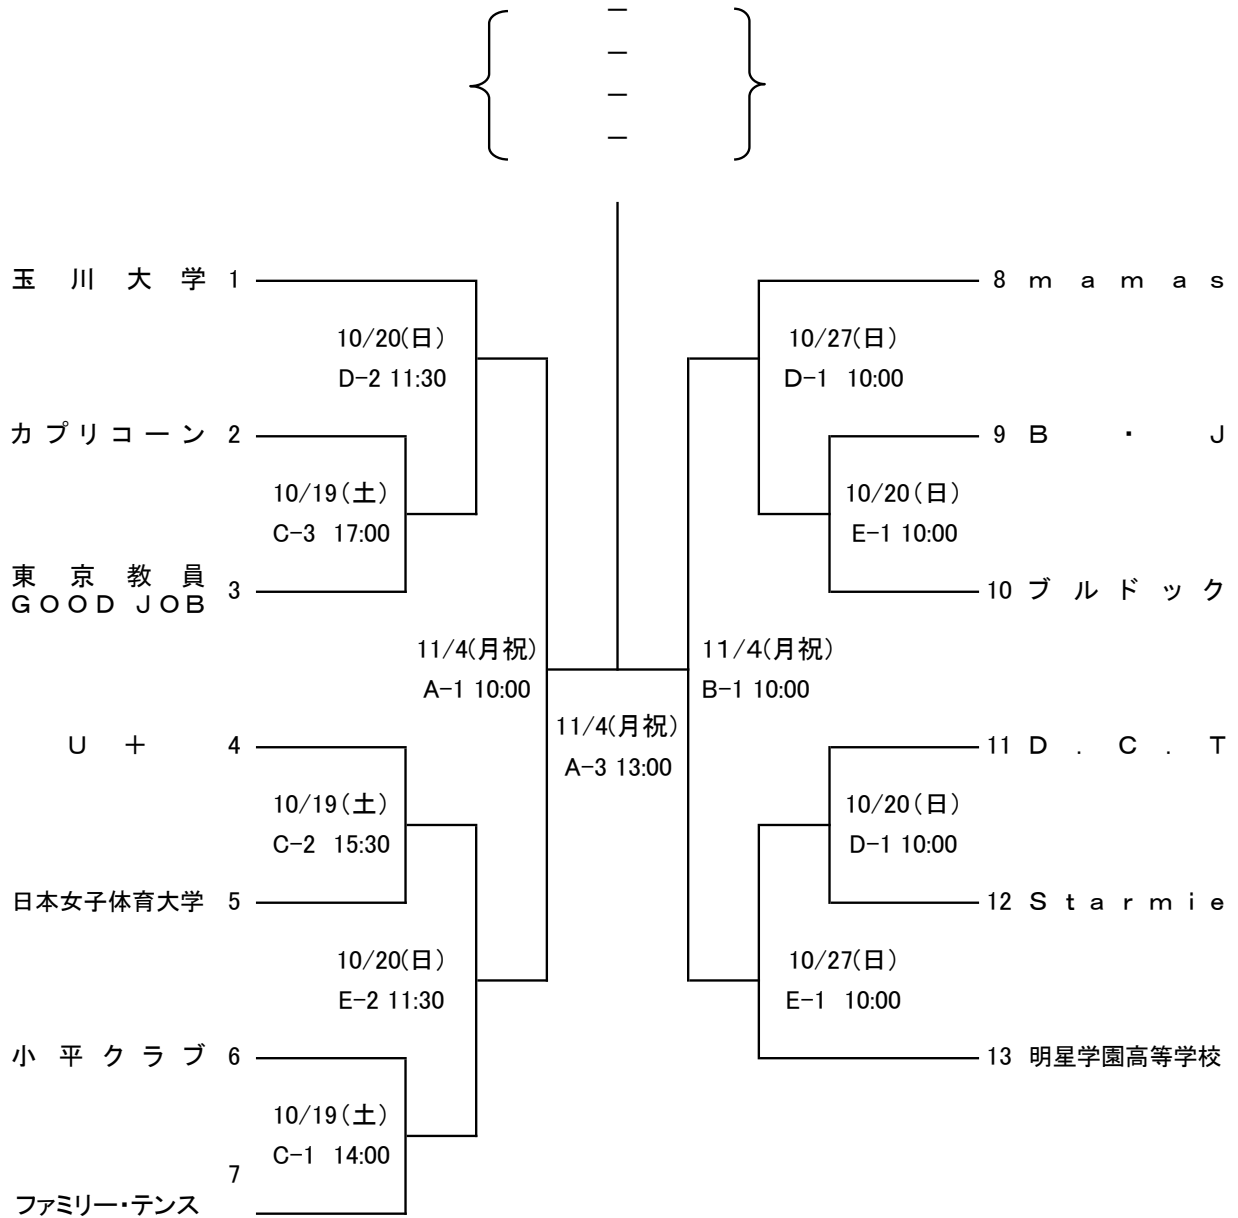 —
—
—
—
玉川大学 1
8 ｍａｍａｓ
10/20(日)
D-2 11:30
10/27(日)
D-1 10:00
カプリコーン 2
9 Ｂ・Ｊ
10/19(土)
C-3 17:00
10/20(日)
E-1 10:00
東京教員
GOOD JOB 3
10 ブルドック
11/4(月祝)
A-1 10:00
11/4(月祝)
B-1 10:00
11/4(月祝)
A-3 13:00
U＋ 4
11 Ｄ．Ｃ．Ｔ
10/19(土)
C-2 15:30
10/20(日)
D-1 10:00
日本女子体育大学 5
12 Ｓｔａｒｍｉｅ
10/20(日)
E-2 11:30
10/27(日)
E-1 10:00
小平クラブ 6
13 明星学園高等学校
10/19(土)
C-1 14:00
7
ファミリー・テンス